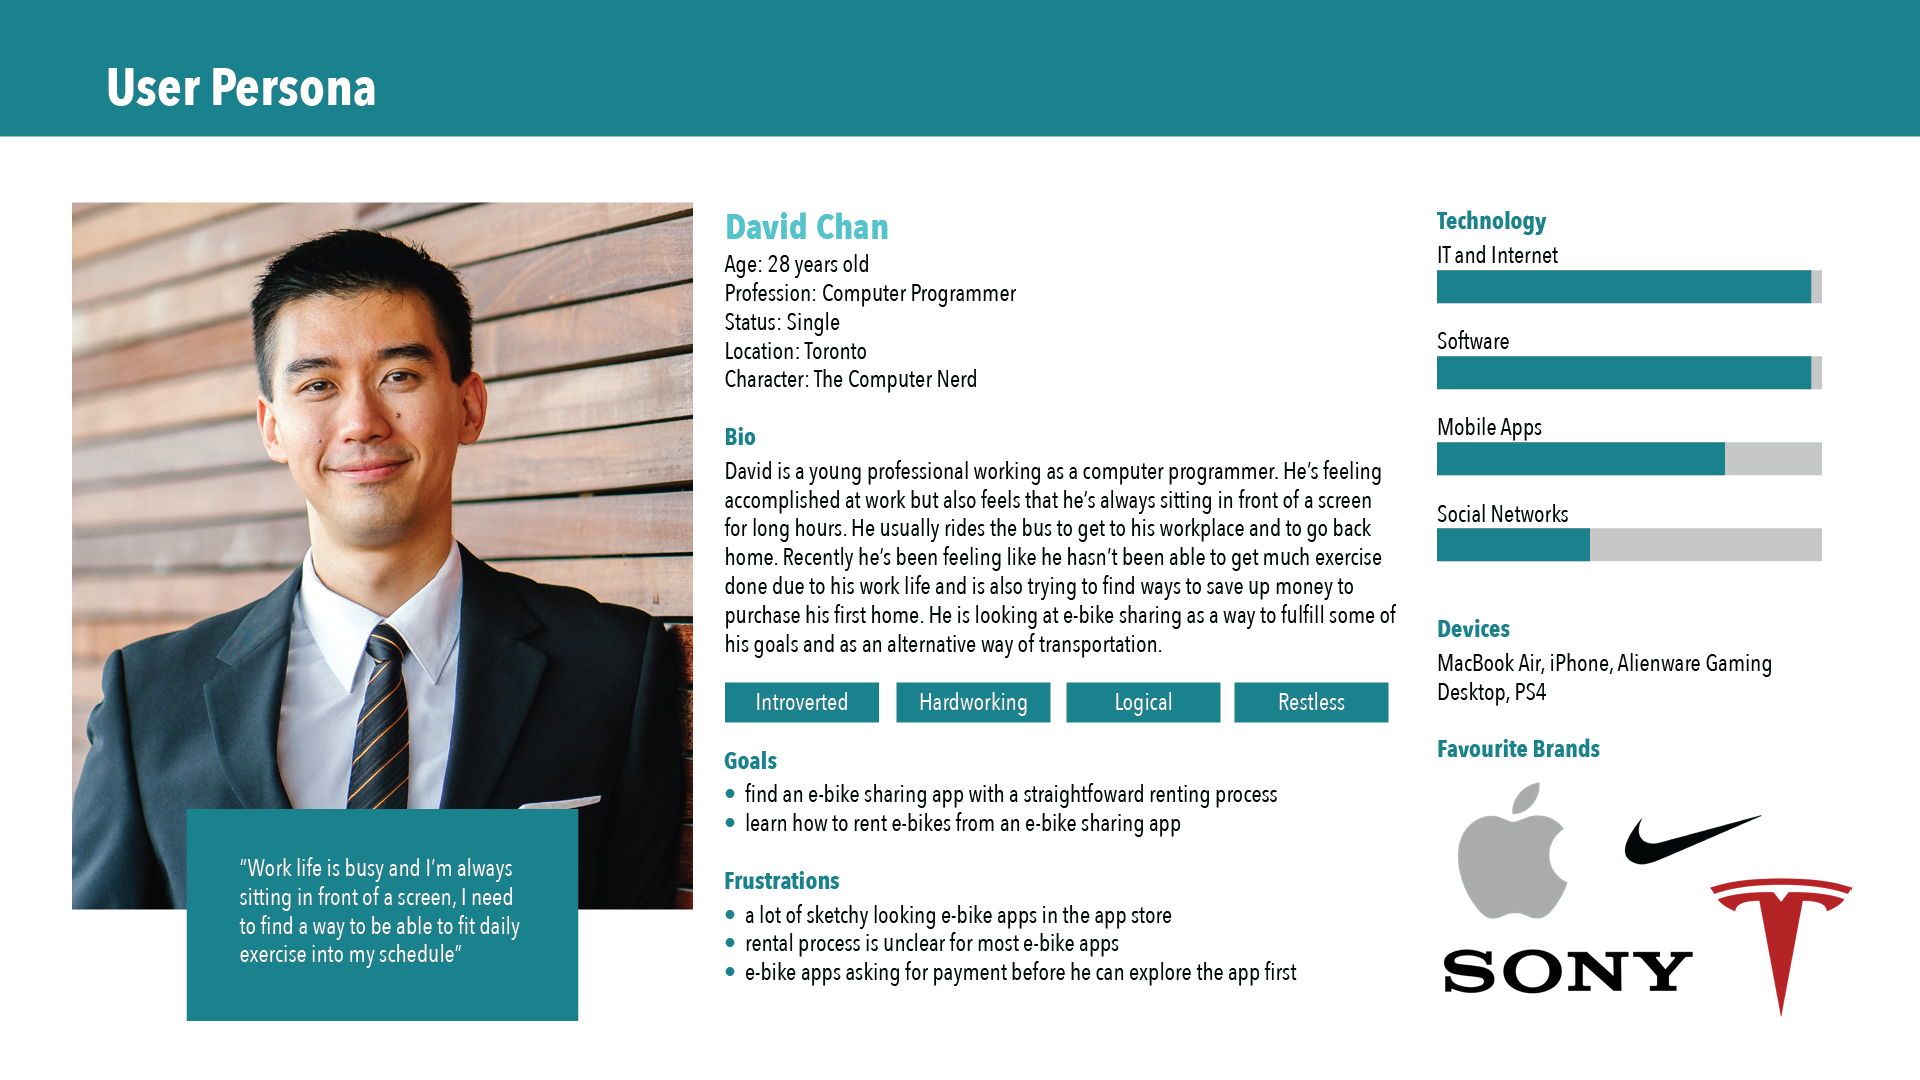 User Persona
David Chan
Age: 28 years old
Profession: Computer Programmer
Status: Single
Location: Toronto
Character: The Computer Nerd
Bio
David is a young professional working as a computer programmer. He’s feeling
accomplished at work but also feels that he’s always sitting in front of a screen
for long hours. He usually rides the bus to get to his workplace and to go back
home. Recently he’s been feeling like he hasn’t been able to get much exercise
done due to his work life and is also trying to find ways to save up money to
purchase his first home. He is looking at e-bike sharing as a way to fulfill some of
his goals and as an alternative way of transportation.
Introverted
Hardworking
Logical
Restless
Goals
• find an e-bike sharing app with a straightfoward renting process
• learn how to rent e-bikes from an e-bike sharing app
Frustrations
• a lot of sketchy looking e-bike apps in the app store
• rental process is unclear for most e-bike apps
• e-bike apps asking for payment before he can explore the app first
“Work life is busy and I’m always
sitting in front of a screen, I need
to find a way to be able to fit daily
exercise into my schedule”
Technology
IT and Internet
Software
Mobile Apps
Social Networks
Devices
MacBook Air, iPhone, Alienware Gaming
Desktop, PS4
Favourite Brands
SONY